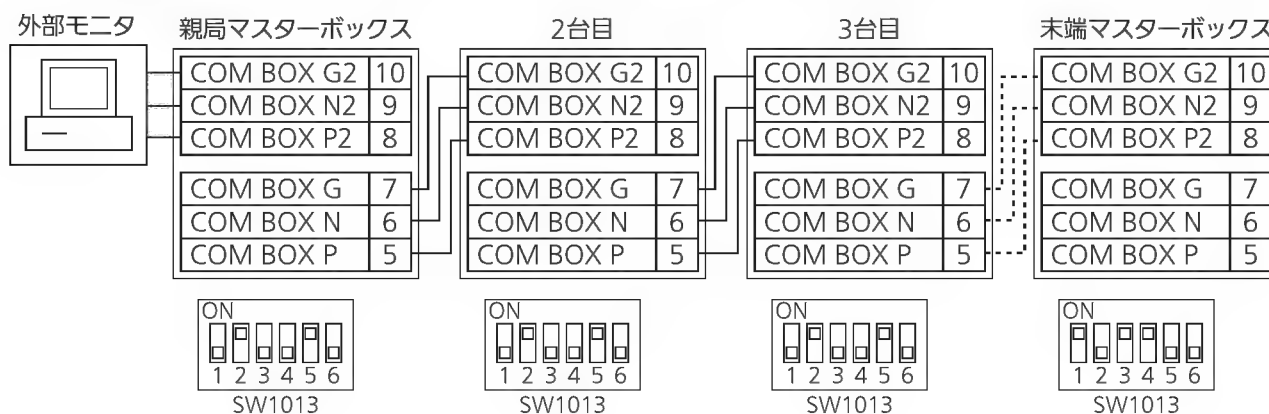 外部モニタ
親局マスターボックス
COM BOX G2 10
COM BOX N2 9
COM BOX P2 8
COM BOX G 7
COM BOX N 6
COM BOX P 5
ON
1 2 3 4 5 6
SW1013
2台目
COM BOX G2 10
COM BOX N2 9
COM BOX P2 8
COM BOX G 7
COM BOX N 6
COM BOX P 5
ON
1 2 3 4 5 6
SW1013
3台目
COM BOX G2 10
COM BOX N2 9
COM BOX P2 8
COM BOX G 7
COM BOX N 6
COM BOX P 5
ON
1 2 3 4 5 6
SW1013
末端マスターボックス
COM BOX G2 10
COM BOX N2 9
COM BOX P2 8
COM BOX G 7
COM BOX N 6
COM BOX P 5
ON
1 2 3 4 5 6
SW1013